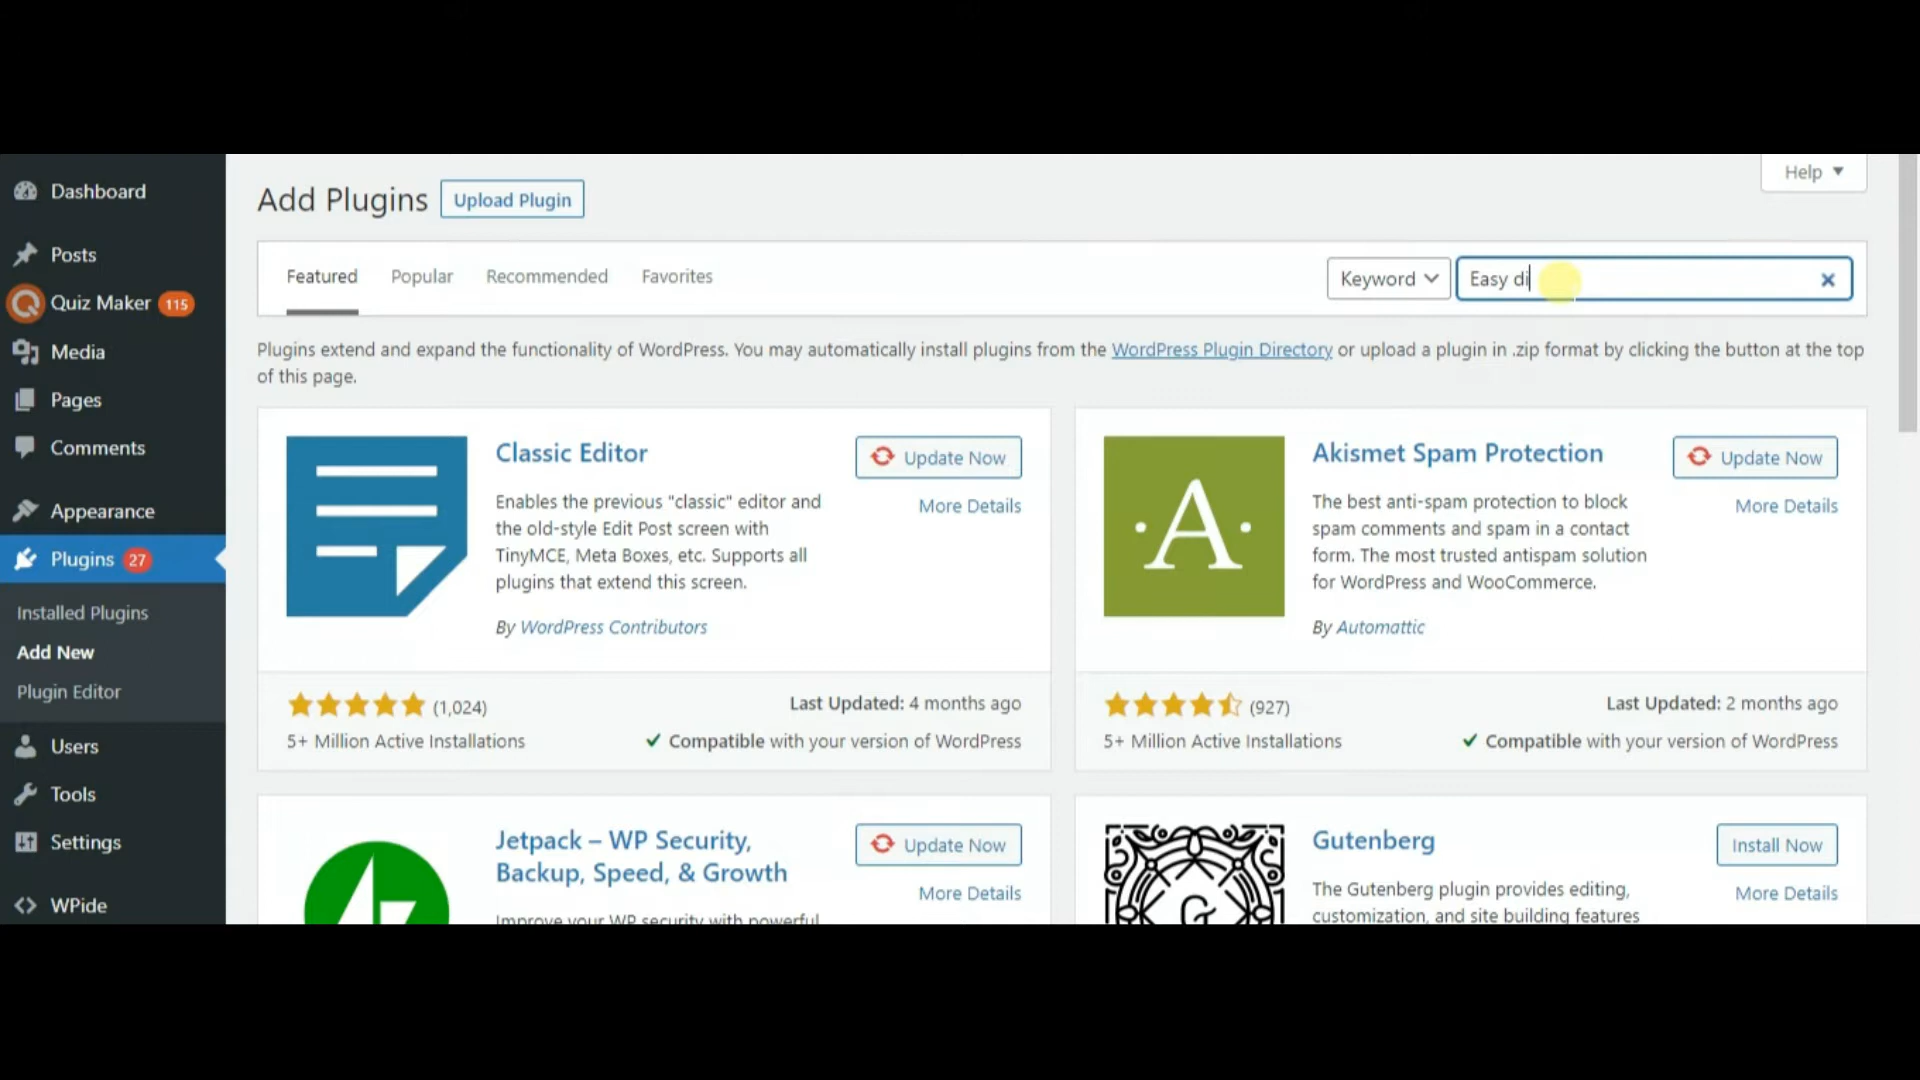 Help
Dashboard
Posts
Quiz Maker 115
Media
Pages
Comments
Appearance
Plugins 27
Installed Plugins
Add New
Plugin Editor
Users
Tools
Settings
WPide
Add Plugins
Upload Plugin
Featured Popular Recommended Favorites
Keyword
Easy di
Plugins extend and expand the functionality of WordPress. You may automatically install plugins from the WordPress Plugin Directory or upload a plugin in .zip format by clicking the button at the top
of this page.
Classic Editor
Update Now
More Details
Enables the previous "classic" editor and
the old-style Edit Post screen with
TinyMCE, Meta Boxes, etc. Supports all
plugins that extend this screen.
By WordPress Contributors
(1,024)
Last Updated: 4 months ago
5+ Million Active Installations
Compatible with your version of WordPress
A
Akismet Spam Protection
Update Now
More Details
The best anti-spam protection to block
spam comments and spam in a contact
form. The most trusted antispam solution
for WordPress and WooCommerce.
By Automattic
(927)
Last Updated: 2 months ago
5+ Million Active Installations
Compatible with your version of WordPress
Jetpack – WP Security,
Backup, Speed, & Growth
Update Now
More Details
Improve your WP security with powerful
Gutenberg
Install Now
More Details
The Gutenberg plugin provides editing,
customization, and site building features